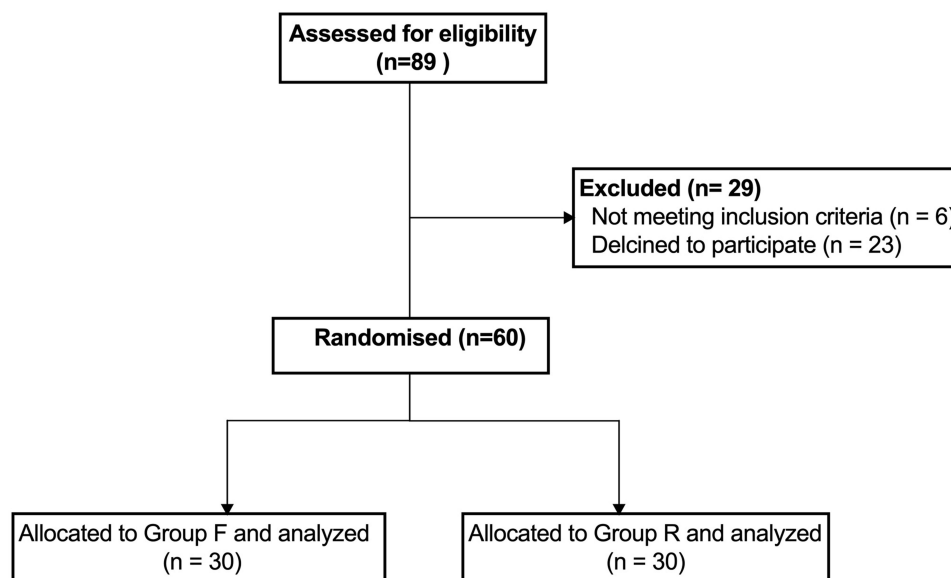 Assessed for eligibility
(n=89 )
Excluded (n= 29)
Not meeting inclusion criteria (n = 6)
Delcined to participate (n = 23)
Randomised (n=60)
Allocated to Group F and analyzed
(n = 30)
Allocated to Group R and analyzed
(n = 30)